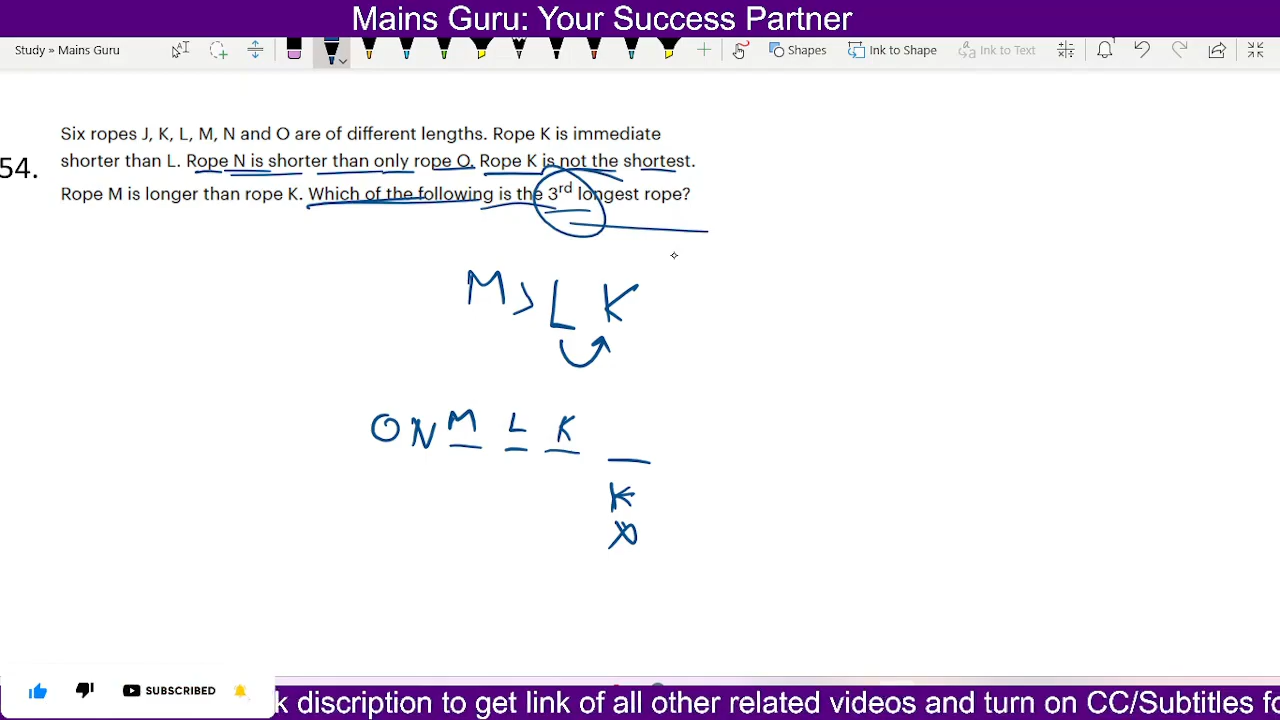 Mains Guru: Your Success Partner
Study » Mains Guru
Shapes
Ink to Shape
Ink to Text
Six ropes J, K, L, M, N and O are of different lengths. Rope K is immediate
54.
shorter than L. Rope N is shorter than only rope O. Rope K is not the shortest.
Rope M is longer than rope K. Which of the following is the 3rd longest rope?
M > L K
O N M L K
K
SUBSCRIBED
k discription to get link of all other related videos and turn on CC/Subtitles fo